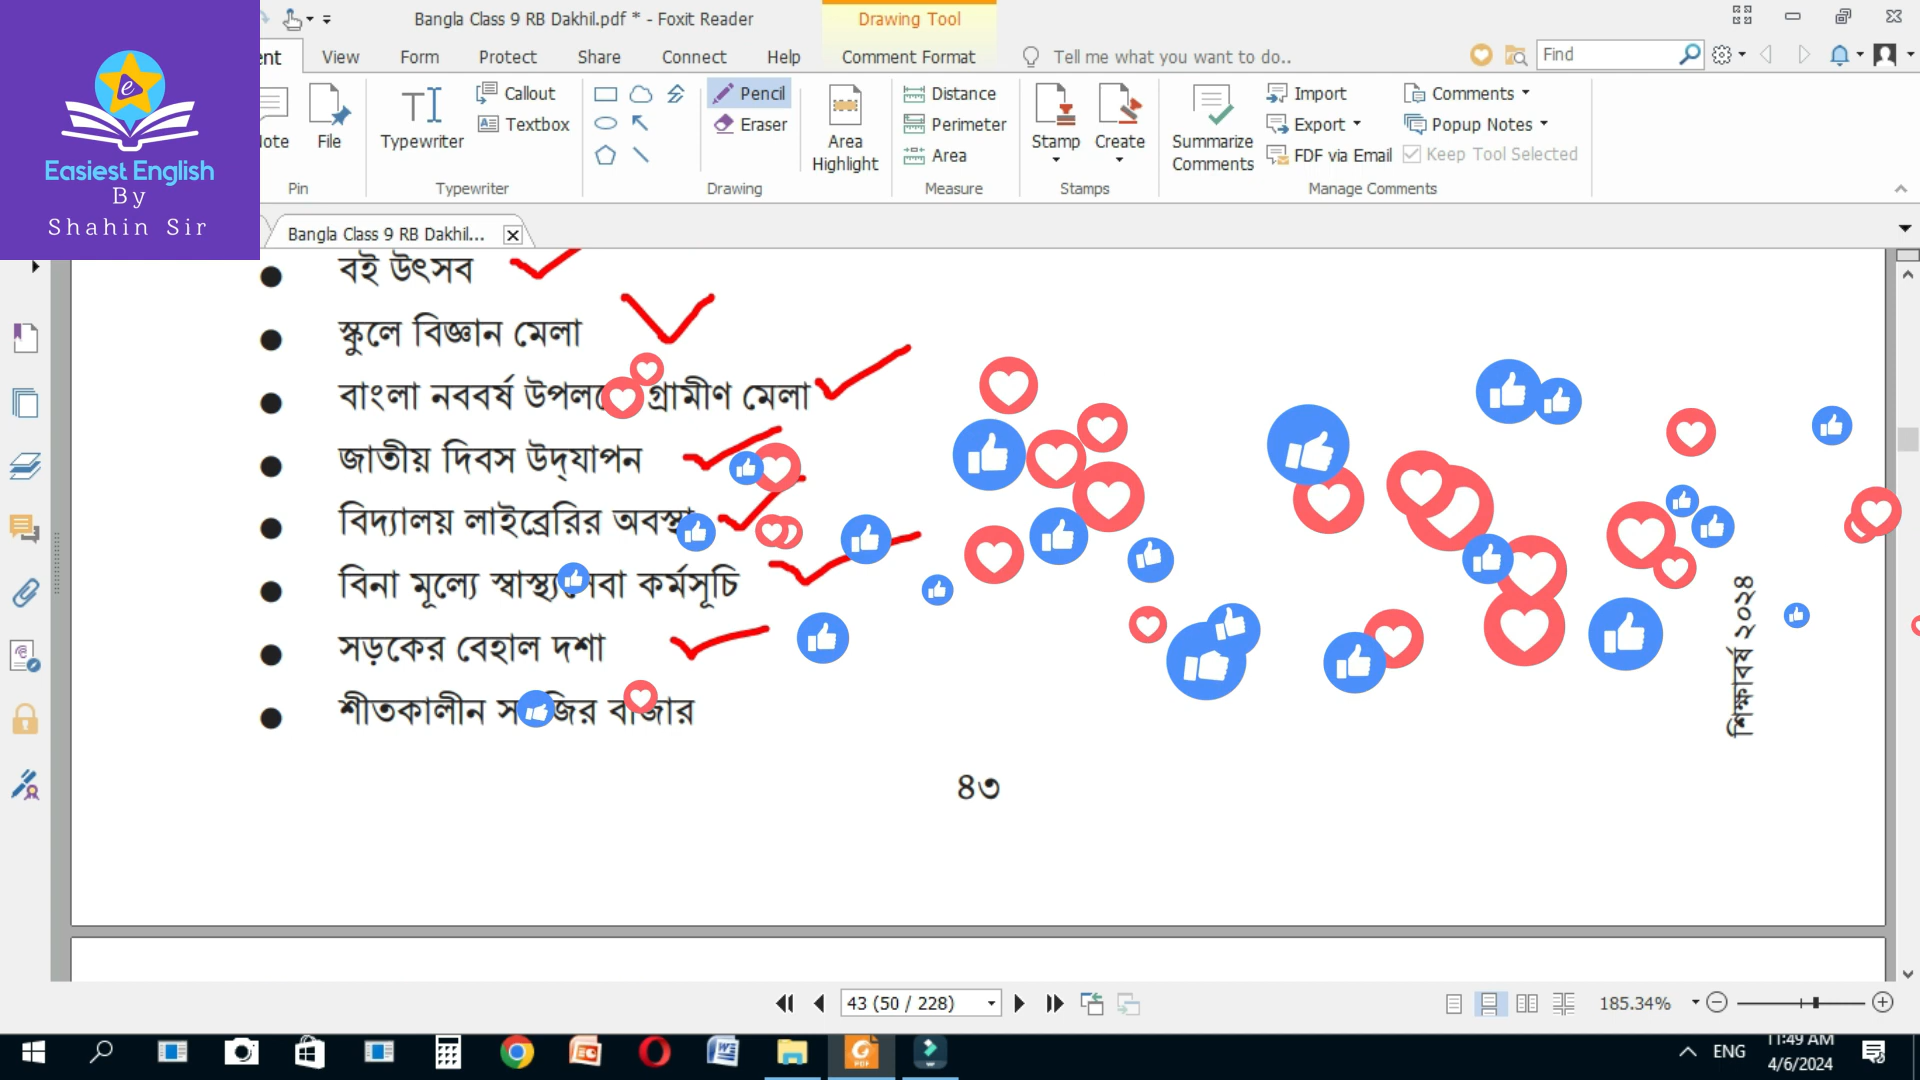 Bangla Class 9 RB Dakhil.pdf * - Foxit Reader
Drawing Tool
View
Form
Protect
Share
Connect
Help
Comment Format
Tell me what you want to do..
Find
File
Typewriter
Callout
Textbox
Pencil
Eraser
Area
Highlight
Distance
Perimeter
Area
Stamp
Create
Summarize
Comments
Import
Export
FDF via Email
Comments
Popup Notes
Keep Tool Selected
Pin
Typewriter
Drawing
Measure
Stamps
Manage Comments
e
Easiest English
By
Shahin Sir
Bangla Class 9 RB Dakhil...
বই উৎসব
স্কুলে বিজ্ঞান মেলা
বাংলা নববর্ষ গ্রামীণ মেলা
জাতীয় দিবস উদ্‌যাপন
বিদ্যালয় লাইব্রেরির অবস্থা
বিনা মূল্যে কর্মসূচি
সড়কের বেহাল দশা
শীতকালীন বাজার
৪৩
শিক্ষাবর্ষ ২০২৪
43 (50 / 228)
185.34%
11:49 AM
ENG
4/6/2024